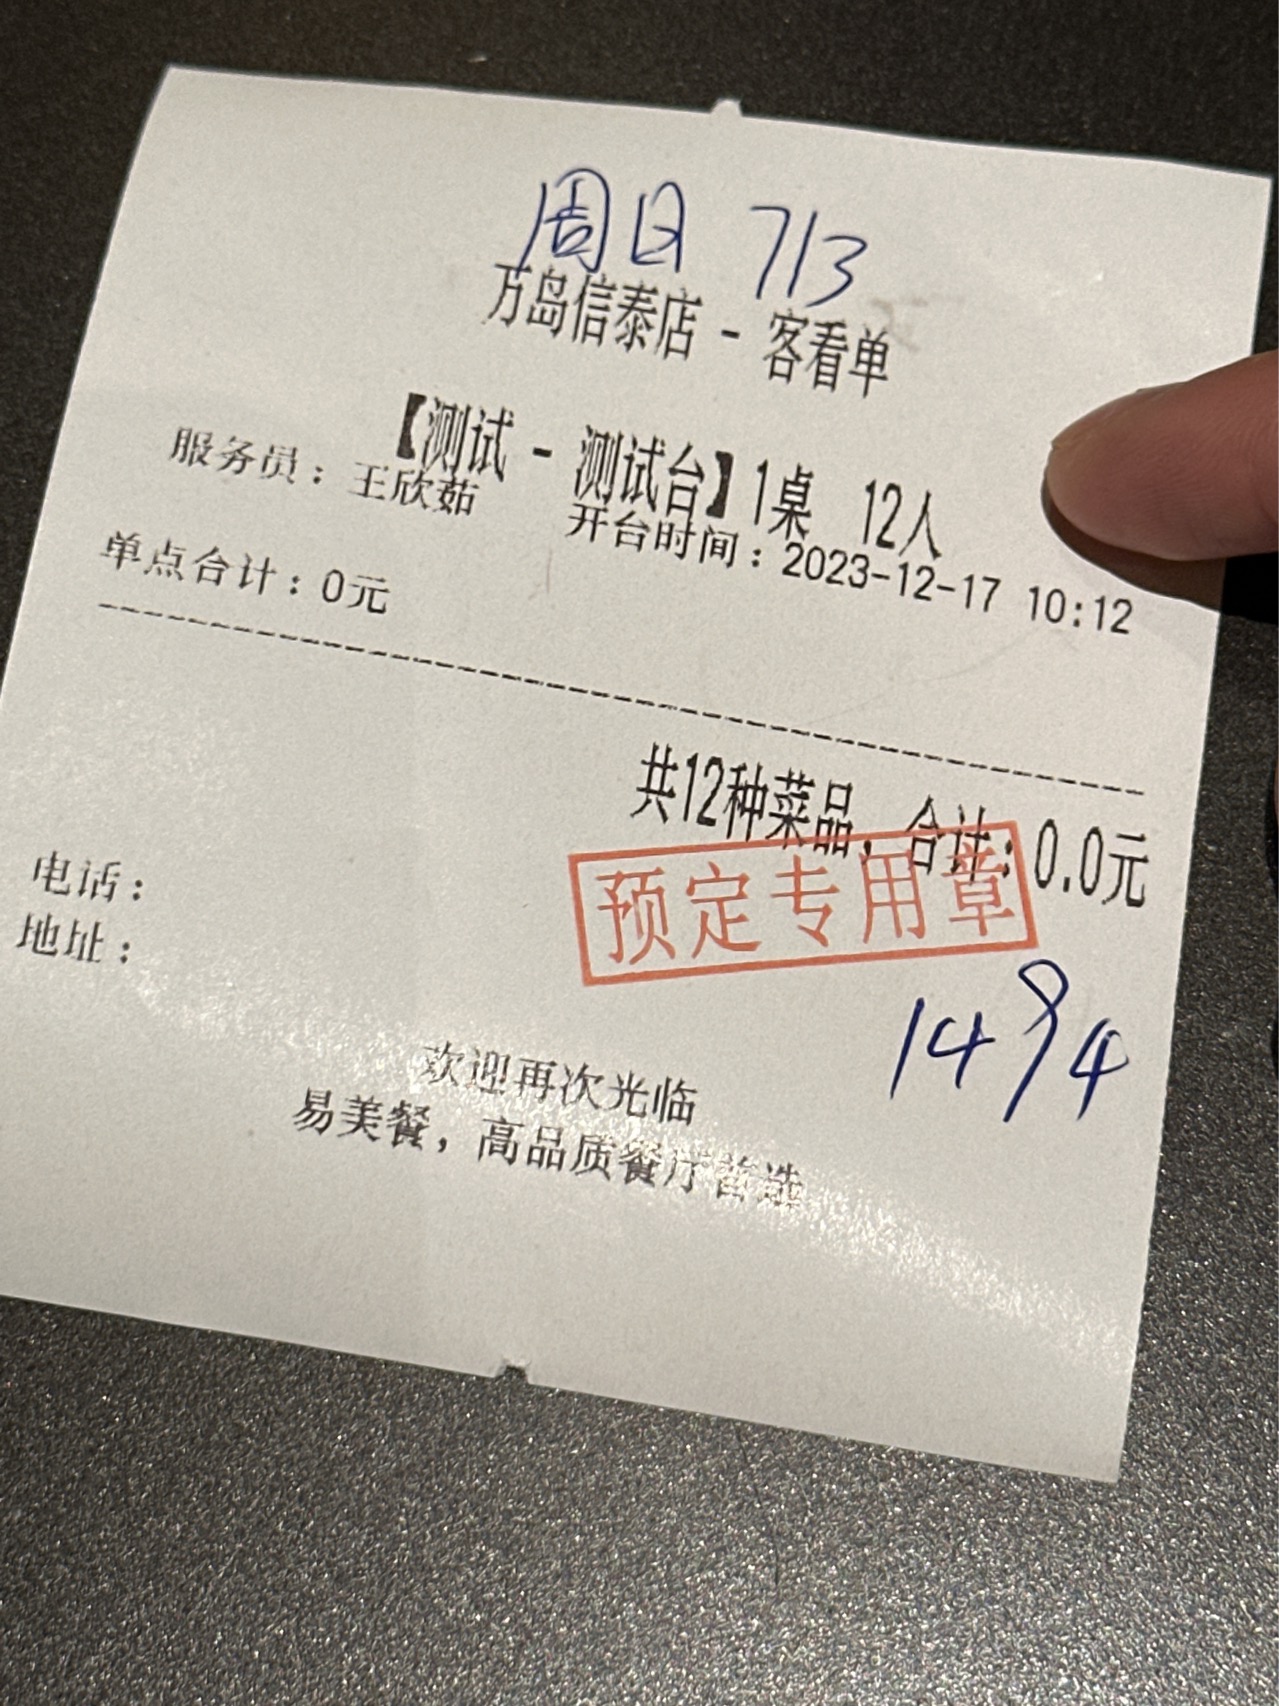 周日 713
万岛信泰店 - 客看单
【测试 - 测试台】1桌 12人
服务员：王欣茹 开台时间：2023-12-17 10:12
单点合计：0元
共12种菜品，合计：0.0元
预定专用章
电话：
地址：
1494
欢迎再次光临
易美餐，高品质餐厅首选